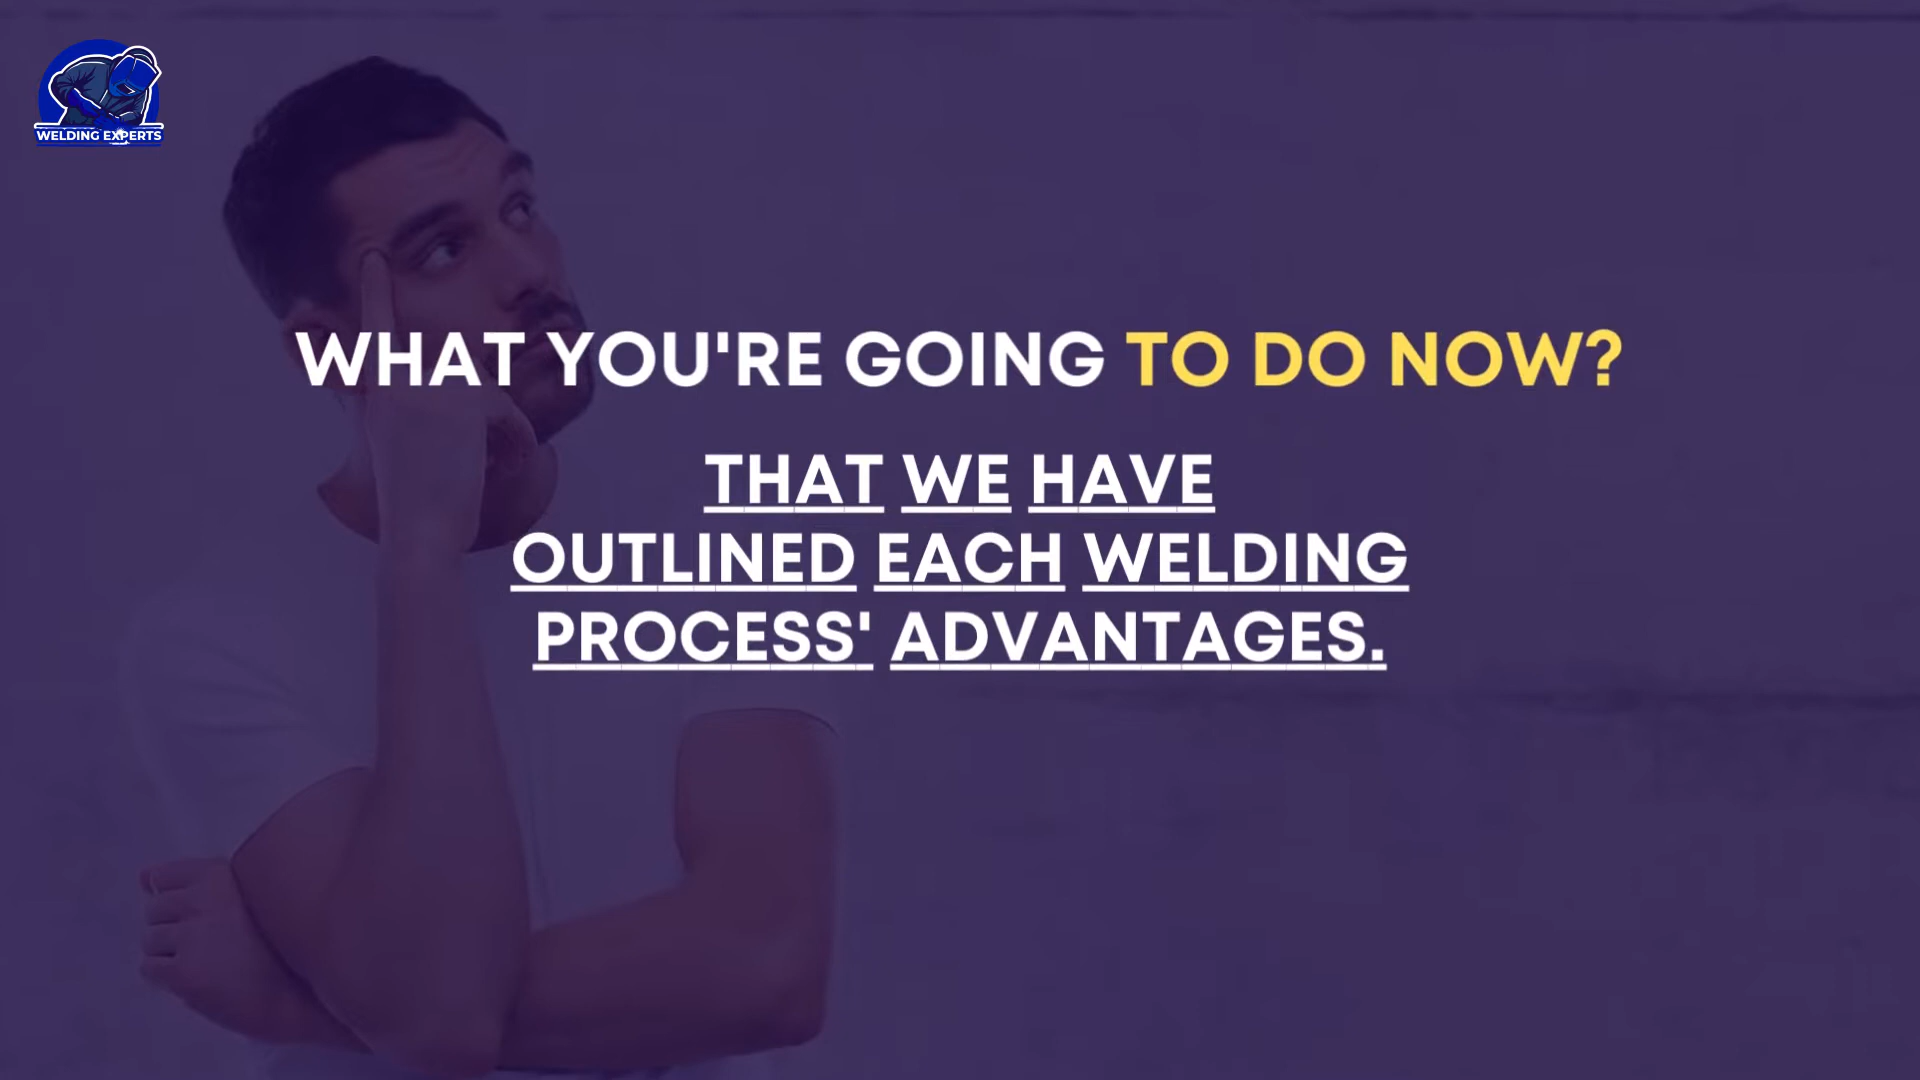 WELDING EXPERTS
WHAT YOU'RE GOING TO DO NOW?
THAT WE HAVE
OUTLINED EACH WELDING
PROCESS' ADVANTAGES.